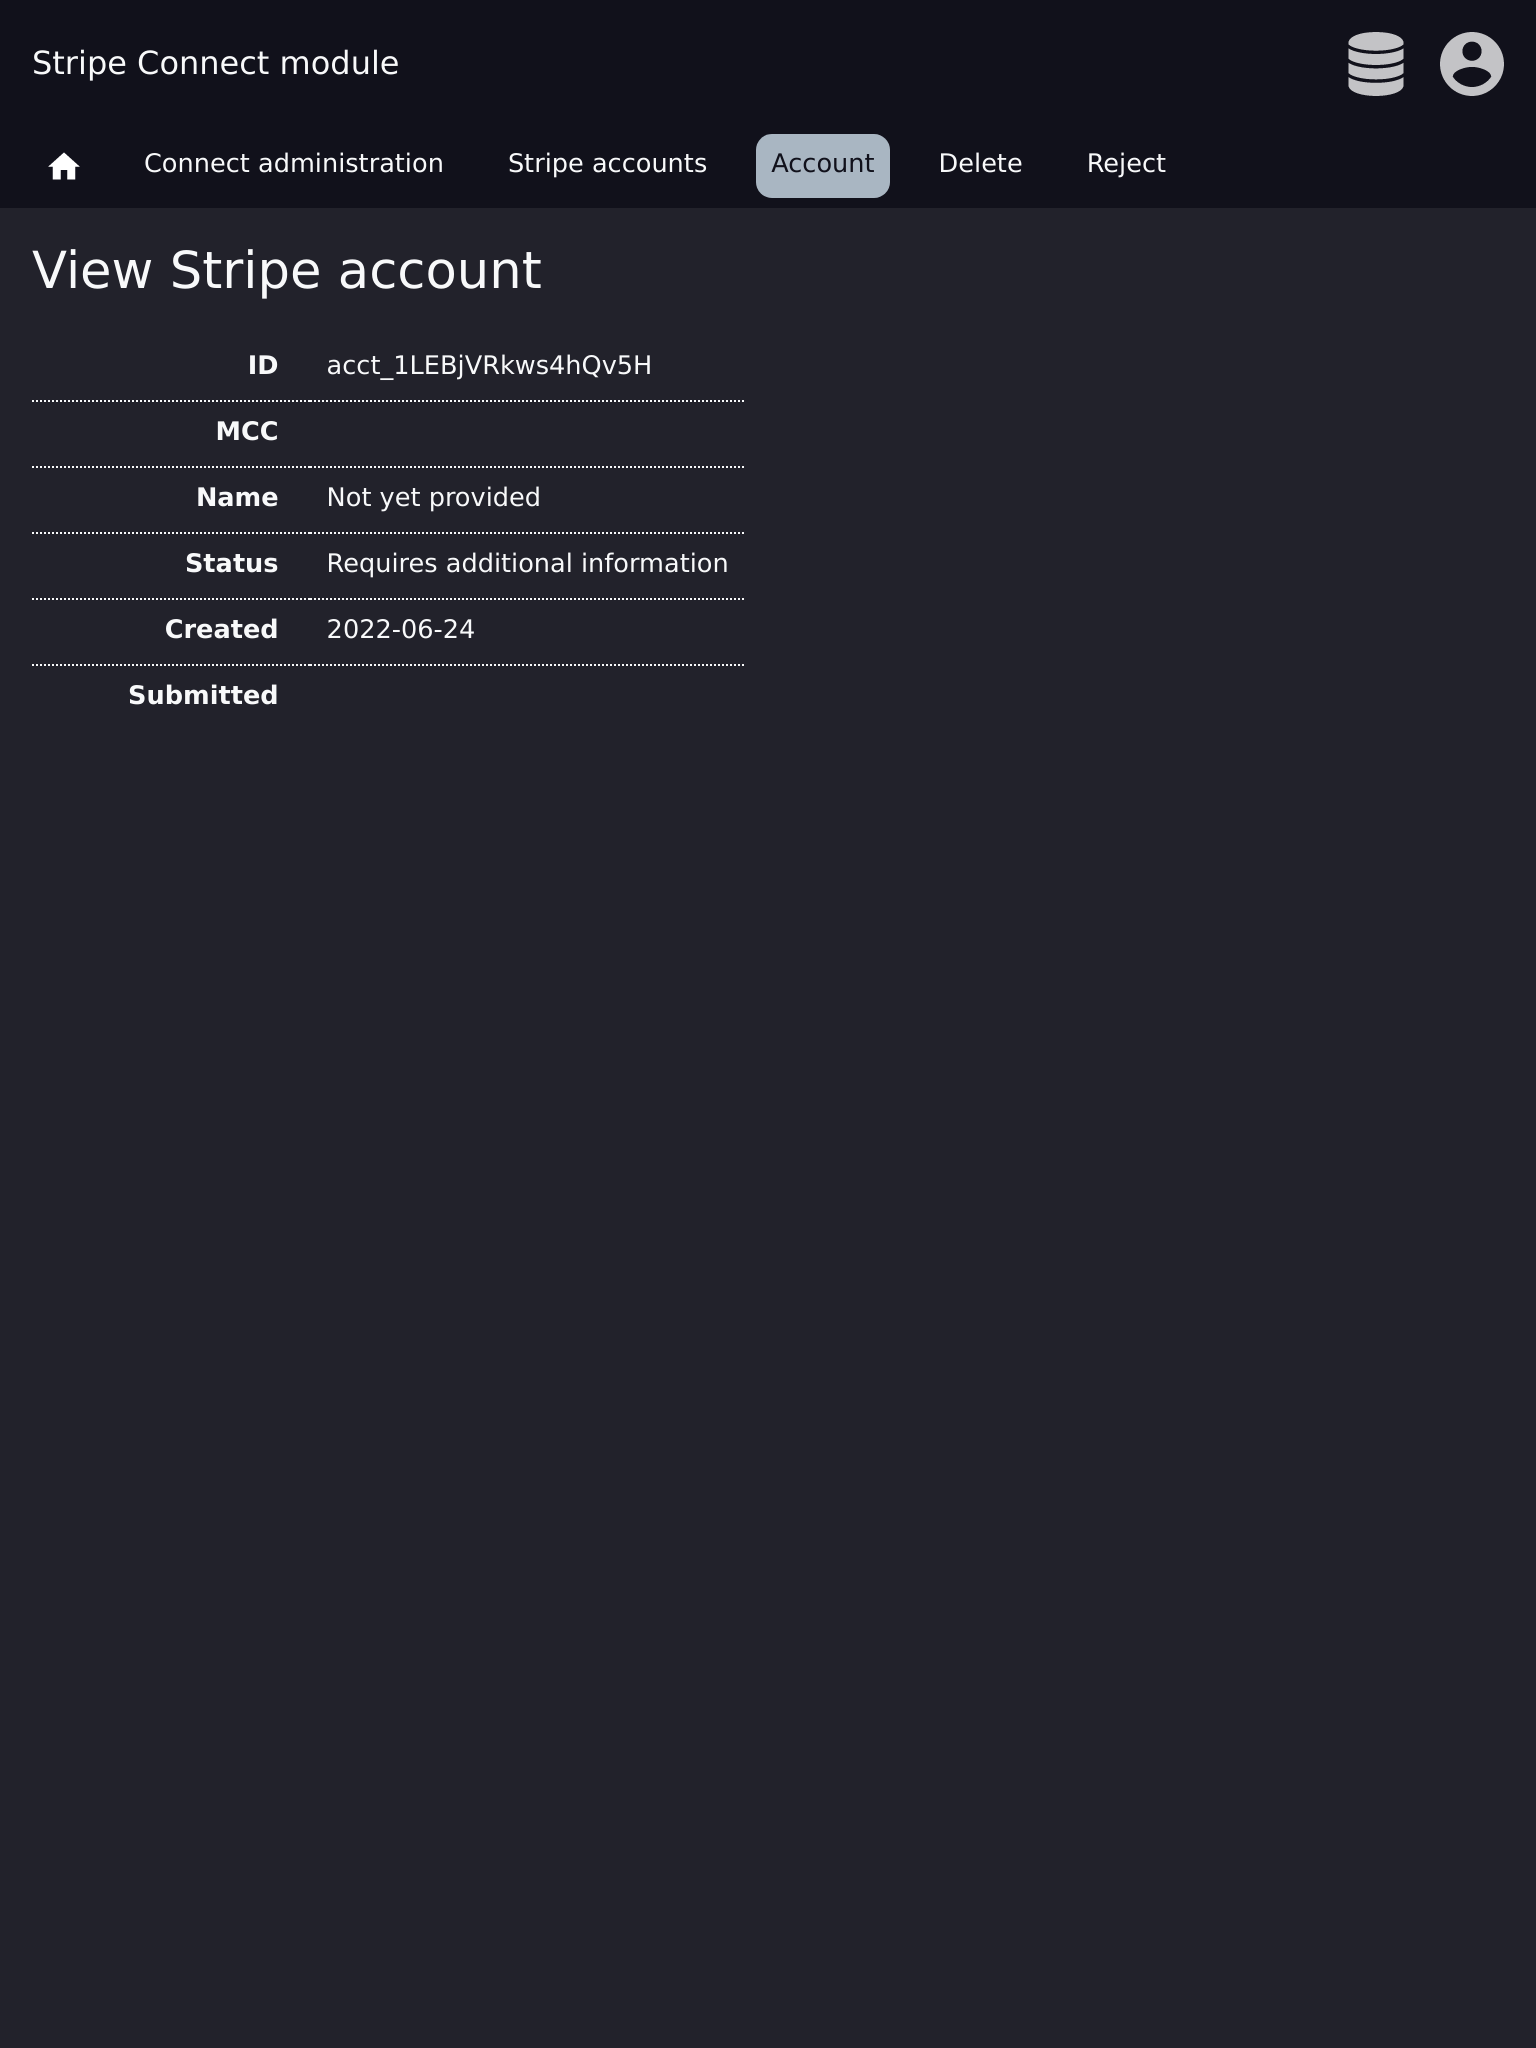 Stripe Connect module
Connect administration Stripe accounts Account Delete Reject
View Stripe account
ID acct_1LEBjVRkws4hQv5H
MCC
Name Not yet provided
Status Requires additional information
Created 2022-06-24
Submitted